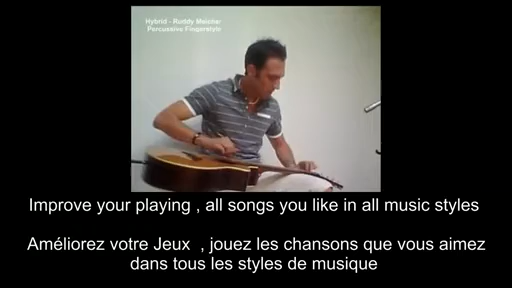 Hybrid - Ruddy Meicher
Percussive Fingerstyle
Improve your playing , all songs you like in all music styles
Améliorez votre Jeux , jouez les chansons que vous aimez
dans tous les styles de musique